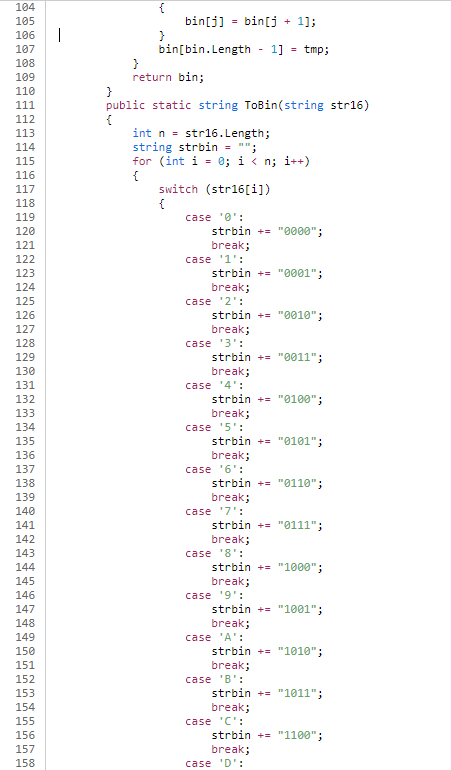 104                 {
105                     bin[j] = bin[j + 1];
106                 }
107                 bin[bin.Length - 1] = tmp;
108             }
109             return bin;
110         }
111         public static string ToBin(string str16)
112         {
113             int n = str16.Length;
114             string strbin = "";
115             for (int i = 0; i < n; i++)
116             {
117                 switch (str16[i])
118                 {
119                     case '0':
120                         strbin += "0000";
121                         break;
122                     case '1':
123                         strbin += "0001";
124                         break;
125                     case '2':
126                         strbin += "0010";
127                         break;
128                     case '3':
129                         strbin += "0011";
130                         break;
131                     case '4':
132                         strbin += "0100";
133                         break;
134                     case '5':
135                         strbin += "0101";
136                         break;
137                     case '6':
138                         strbin += "0110";
139                         break;
140                     case '7':
141                         strbin += "0111";
142                         break;
143                     case '8':
144                         strbin += "1000";
145                         break;
146                     case '9':
147                         strbin += "1001";
148                         break;
149                     case 'A':
150                         strbin += "1010";
151                         break;
152                     case 'B':
153                         strbin += "1011";
154                         break;
155                     case 'C':
156                         strbin += "1100";
157                         break;
158                     case 'D':